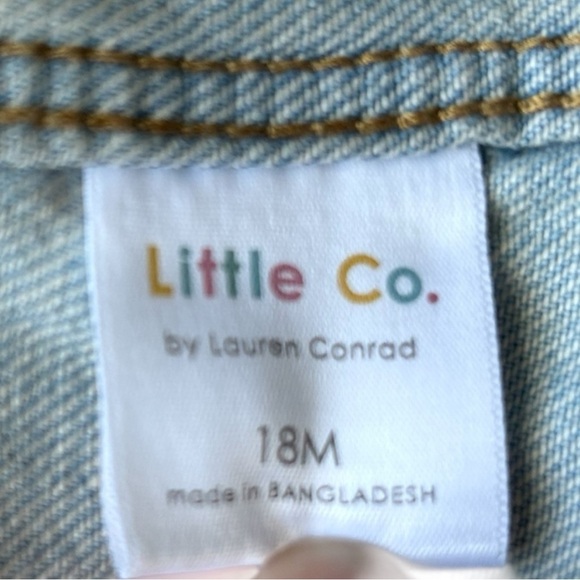 Little Co.
by Lauren Conrad
18M
made in BANGLADESH